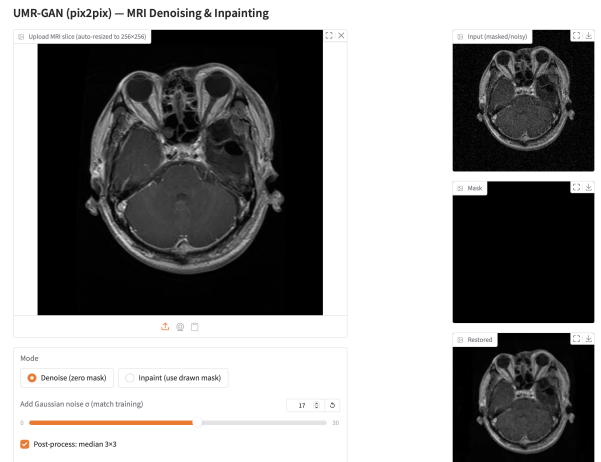 UMR-GAN (pix2pix) — MRI Denoising & Inpainting
Upload MRI slice (auto-resized to 256×256)
Input (masked/noisy)
Mask
Restored
Mode
Denoise (zero mask)
Inpaint (use drawn mask)
Add Gaussian noise σ (match training)
17
0
30
Post-process: median 3×3